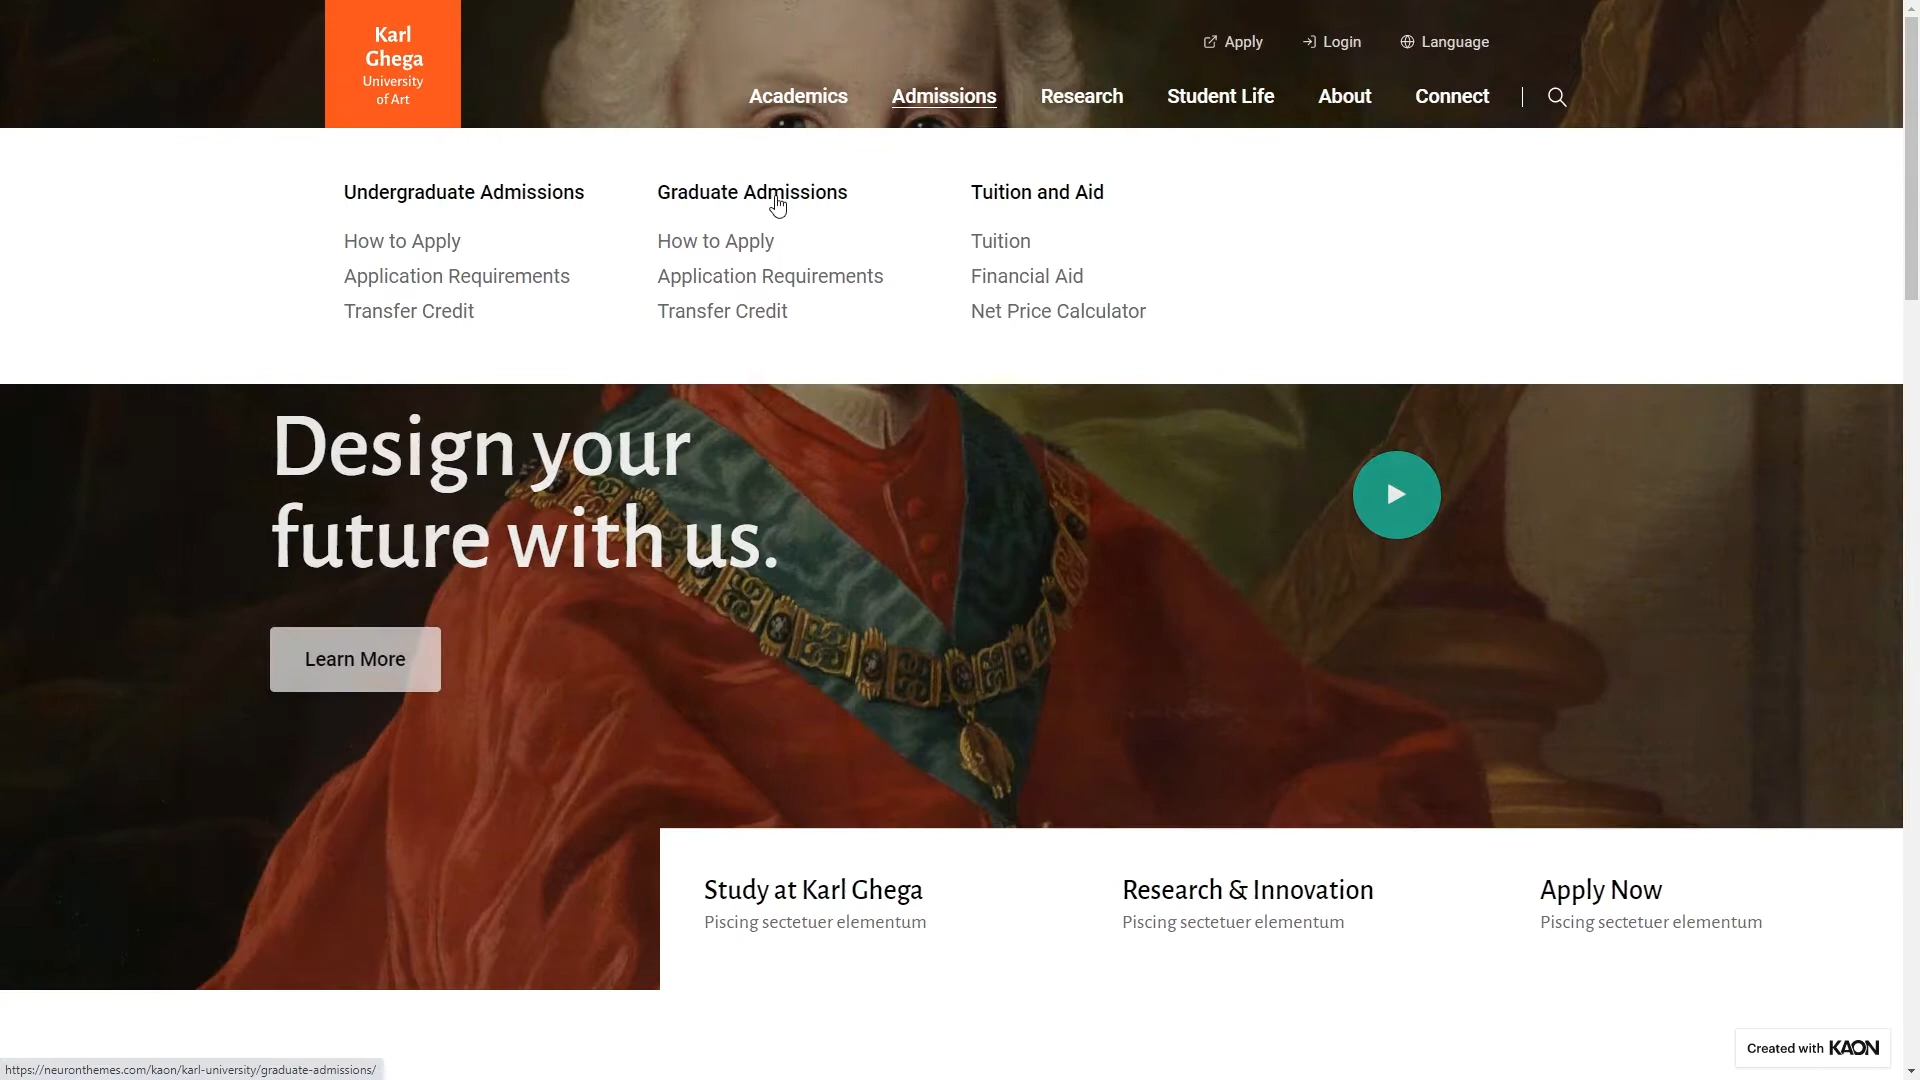 Karl
Ghega
University
of Art
Apply
Login
Language
Academics
Admissions
Research
Student Life
About
Connect
Undergraduate Admissions
How to Apply
Application Requirements
Transfer Credit
Graduate Admissions
How to Apply
Application Requirements
Transfer Credit
Tuition and Aid
Tuition
Financial Aid
Net Price Calculator
Design your
future with us.
Learn More
Study at Karl Ghega
Piscing sectetuer elementum
Research & Innovation
Piscing sectetuer elementum
Apply Now
Piscing sectetuer elementum
Created with KAON
https://neuronthemes.com/kaon/karl-university/graduate-admissions/